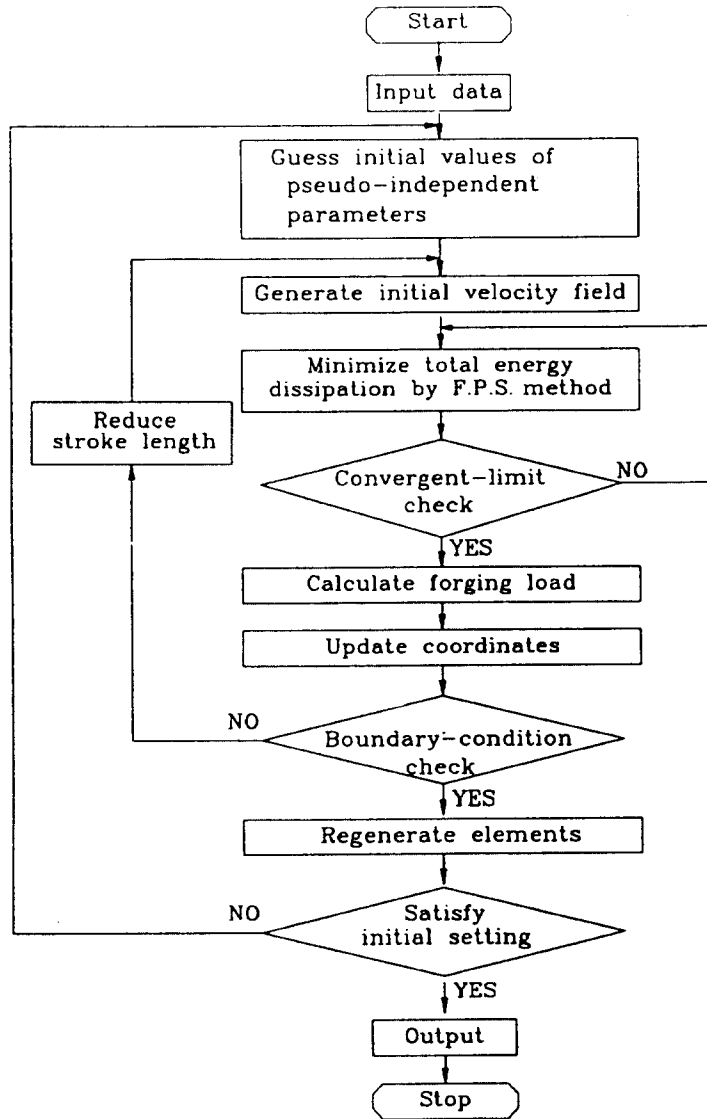 Start
Input data
Guess initial values of
pseudo-independent
parameters
Generate initial velocity field
Minimize total energy
dissipation by F.P.S. method
Reduce
stroke length
Convergent-limit
check
NO
YES
Calculate forging load
Update coordinates
NO
Boundary-condition
check
YES
Regenerate elements
NO
Satisfy
initial setting
YES
Output
Stop